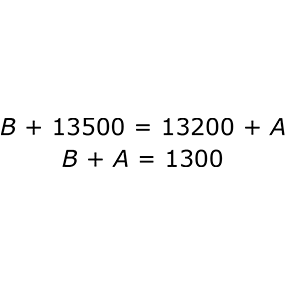 B + 13500 = 13200 + A
B + A = 1300